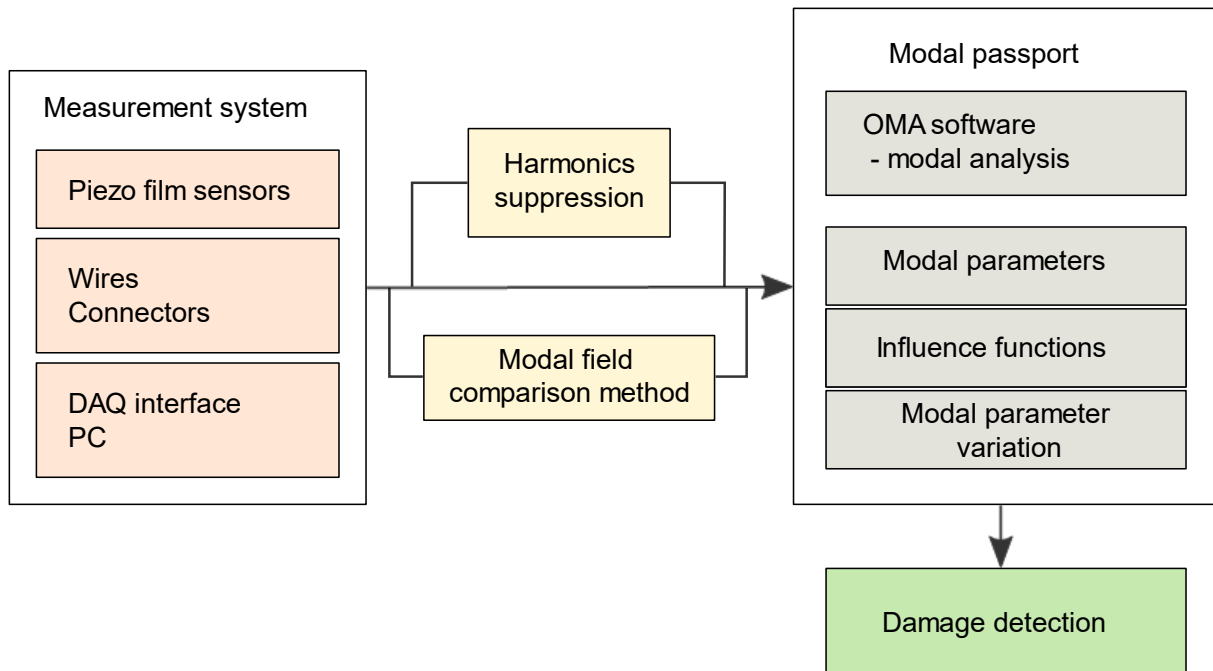 Measurement system
Piezo film sensors
Wires
Connectors
DAQ interface
PC
Harmonics
suppression
Modal field
comparison method
Modal passport
OMA software
- modal analysis
Modal parameters
Influence functions
Modal parameter
variation
Damage detection